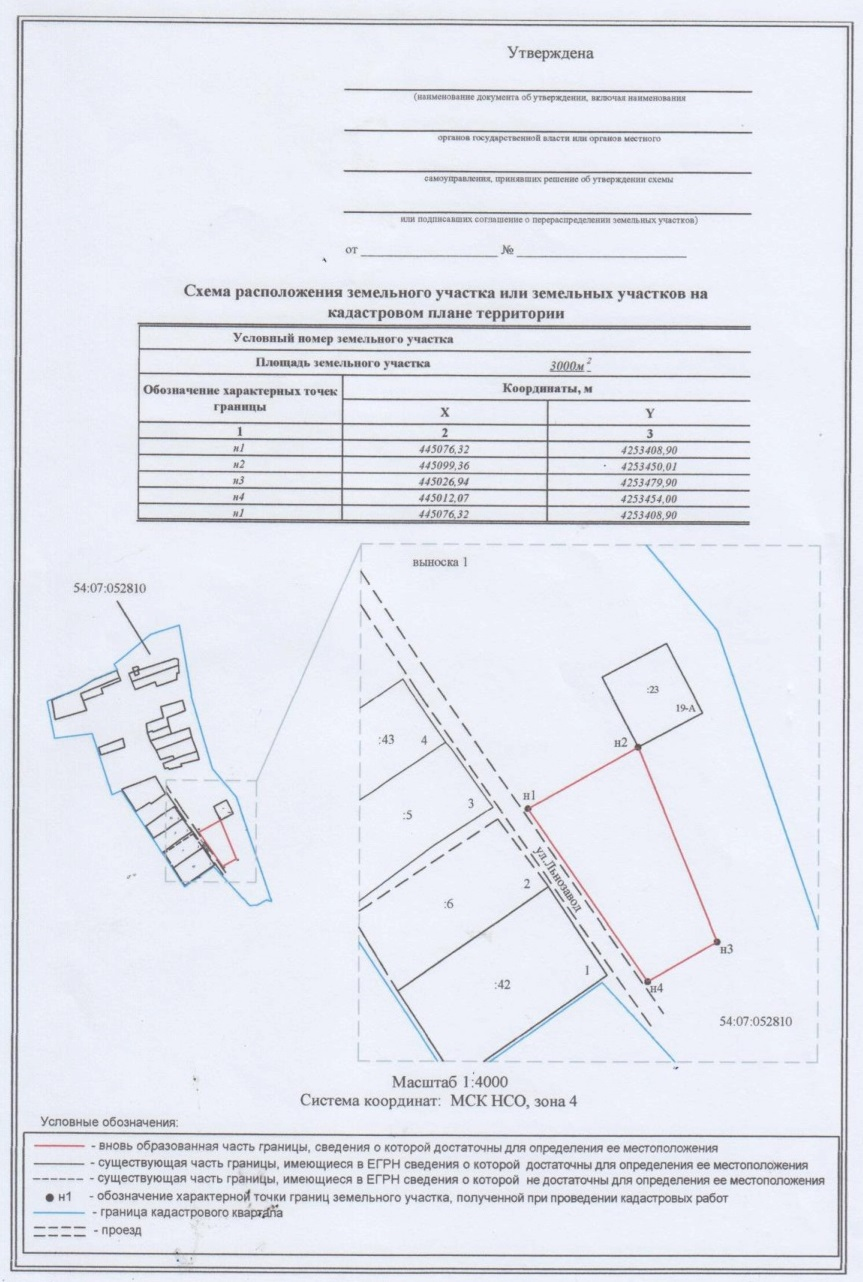 Утверждена
(наименование документа об утверждении, включая наименования
органов государственной власти или органов местного
самоуправления, принявших решение об утверждении схемы
или подписавших соглашение о перераспределении земельных участков)
от ____________________ № ____________________
Схема расположения земельного участка или земельных участков на
кадастровом плане территории
Условный номер земельного участка
Площадь земельного участка 3000м²
Обозначение характерных точек границы Координаты, м
X Y
1 2 3
н1 445076,32 4253408,90
н2 445099,36 4253450,01
н3 445026,94 4253479,90
н4 445012,07 4253454,00
н1 445076,32 4253408,90
выноска 1
54:07:052810
:23
19-А
н2
:43 4
н1
3
:5
ул.Льнозавод
2
:6
н3
1
:42
н4
54:07:052810
Масштаб 1:4000
Система координат: МСК НСО, зона 4
Условные обозначения:
- вновь образованная часть границы, сведения о которой достаточны для определения ее местоположения
- существующая часть границы, имеющиеся в ЕГРН сведения о которой достаточны для определения ее местоположения
- существующая часть границы, имеющиеся в ЕГРН сведения о которой не достаточны для определения ее местоположения
н1 - обозначение характерной точки границ земельного участка, полученной при проведении кадастровых работ
- граница кадастрового квартала
- проезд